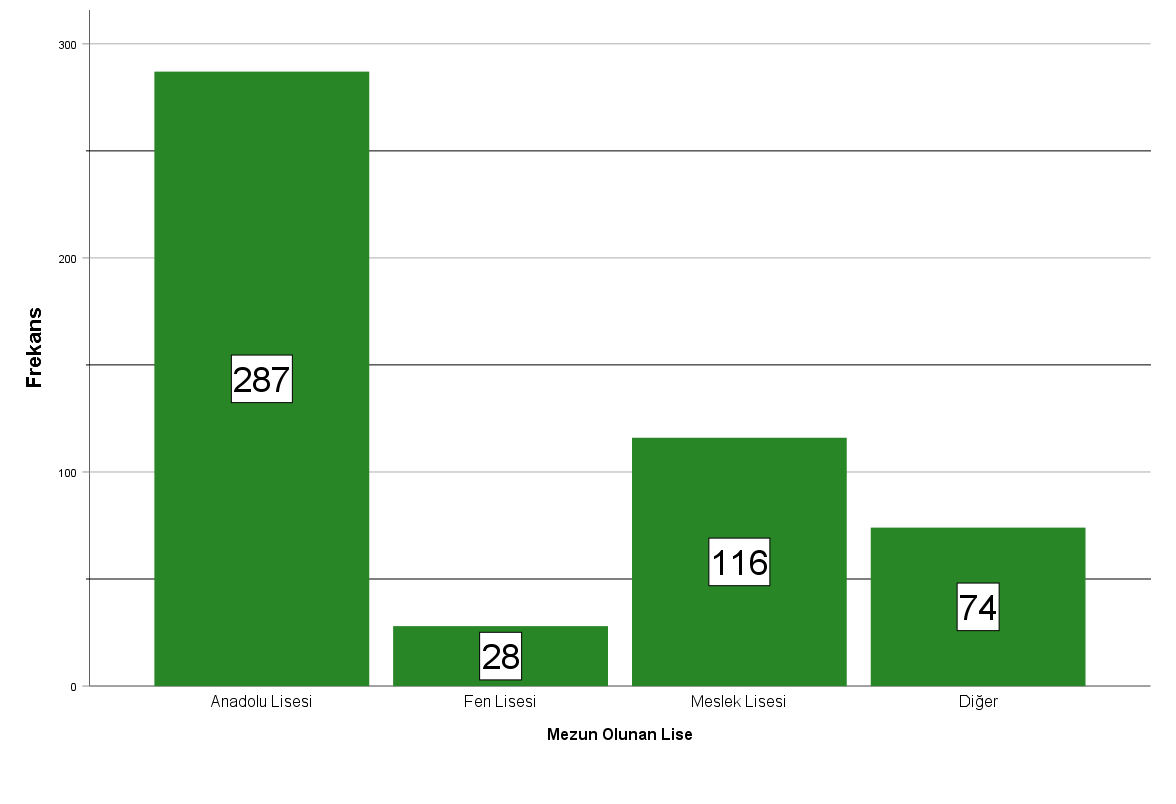 300
200
100
0
Frekans
287
28
116
74
Anadolu Lisesi
Fen Lisesi
Meslek Lisesi
Diğer
Mezun Olunan Lise